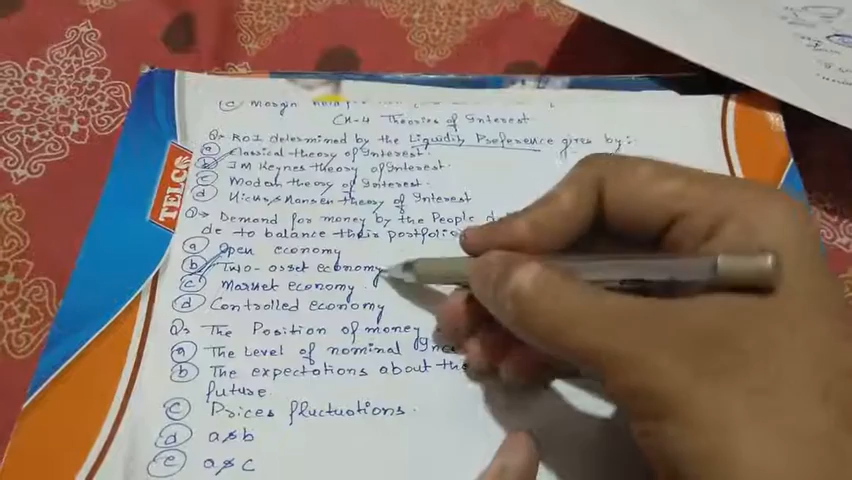 (c) Margin
CH-4 Theories of Interest
Q- ROI determined by the Liquidity Preference gives by:-
(a) Classical theory of Interest.
(b) JM Keynes theory of Interest.
(c) Modern theory of Interest.
(d) Hicks & Hansen theory of Interest
Q- Demand for money by the People
de to balance their portfolio
(a) Open economy
(b) Two-asset economy
(c) Market economy.
(d) Controlled economy
Q- The Position of money
(a) The Level of nominal
(b) The expectations about the
future.
(c) Prices fluctuations.
(d) a & b
(e) a & c
TELCO